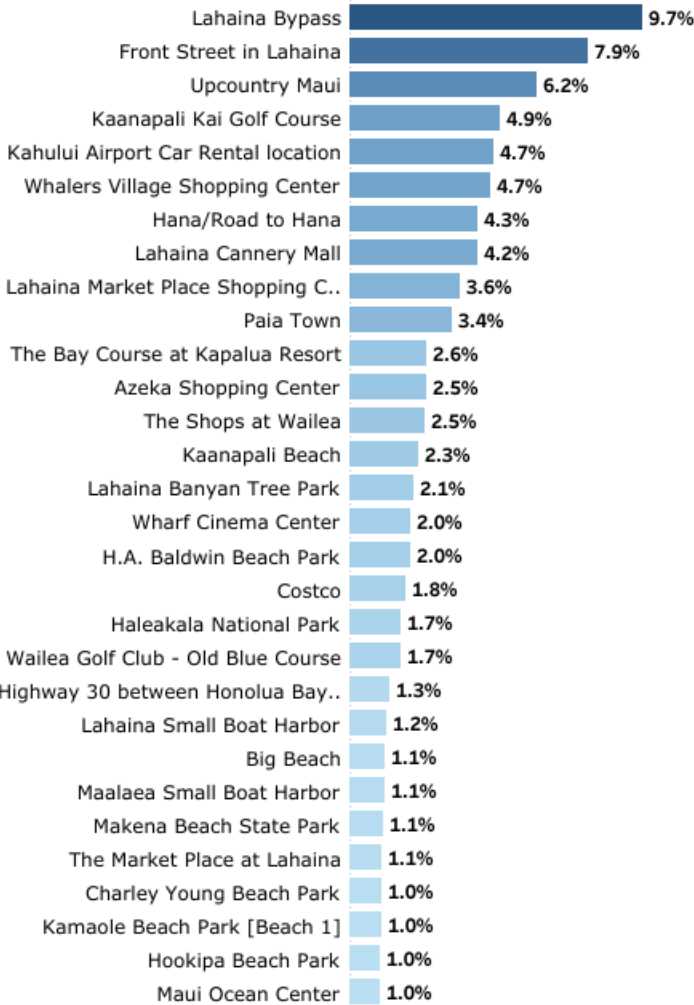 Lahaina Bypass 9.7%
Front Street in Lahaina 7.9%
Upcountry Maui 6.2%
Kaanapali Kai Golf Course 4.9%
Kahului Airport Car Rental location 4.7%
Whalers Village Shopping Center 4.7%
Hana/Road to Hana 4.3%
Lahaina Cannery Mall 4.2%
Lahaina Market Place Shopping C.. 3.6%
Paia Town 3.4%
The Bay Course at Kapalua Resort 2.6%
Azeka Shopping Center 2.5%
The Shops at Wailea 2.5%
Kaanapali Beach 2.3%
Lahaina Banyan Tree Park 2.1%
Wharf Cinema Center 2.0%
H.A. Baldwin Beach Park 2.0%
Costco 1.8%
Haleakala National Park 1.7%
Wailea Golf Club - Old Blue Course 1.7%
Highway 30 between Honolua Bay.. 1.3%
Lahaina Small Boat Harbor 1.2%
Big Beach 1.1%
Maalaea Small Boat Harbor 1.1%
Makena Beach State Park 1.1%
The Market Place at Lahaina 1.1%
Charley Young Beach Park 1.0%
Kamaole Beach Park [Beach 1] 1.0%
Hookipa Beach Park 1.0%
Maui Ocean Center 1.0%